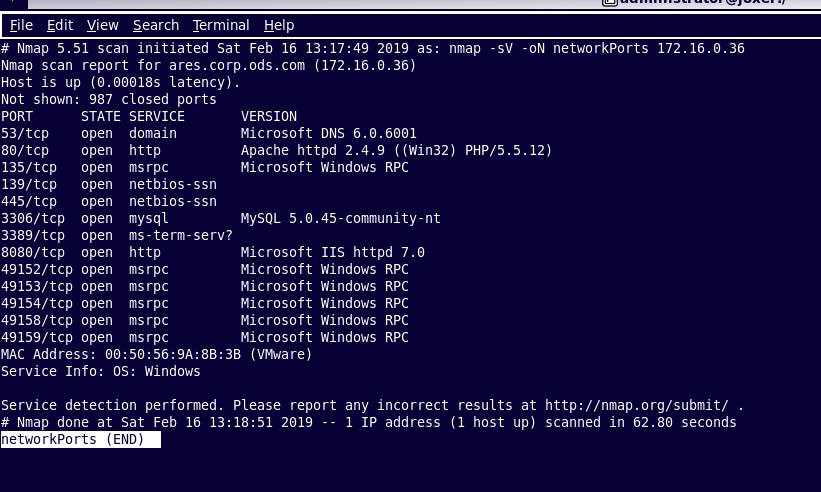 administrator@joxer:/
File Edit View Search Terminal Help
# Nmap 5.51 scan initiated Sat Feb 16 13:17:49 2019 as: nmap -sV -oN networkPorts 172.16.0.36
Nmap scan report for ares.corp.ods.com (172.16.0.36)
Host is up (0.00018s latency).
Not shown: 987 closed ports
PORT      STATE SERVICE       VERSION
53/tcp    open  domain        Microsoft DNS 6.0.6001
80/tcp    open  http          Apache httpd 2.4.9 ((Win32) PHP/5.5.12)
135/tcp   open  msrpc         Microsoft Windows RPC
139/tcp   open  netbios-ssn
445/tcp   open  netbios-ssn
3306/tcp  open  mysql         MySQL 5.0.45-community-nt
3389/tcp  open  ms-term-serv?
8080/tcp  open  http          Microsoft IIS httpd 7.0
49152/tcp open  msrpc         Microsoft Windows RPC
49153/tcp open  msrpc         Microsoft Windows RPC
49154/tcp open  msrpc         Microsoft Windows RPC
49158/tcp open  msrpc         Microsoft Windows RPC
49159/tcp open  msrpc         Microsoft Windows RPC
MAC Address: 00:50:56:9A:8B:3B (VMware)
Service Info: OS: Windows

Service detection performed. Please report any incorrect results at http://nmap.org/submit/ .
# Nmap done at Sat Feb 16 13:18:51 2019 -- 1 IP address (1 host up) scanned in 62.80 seconds
networkPorts (END)